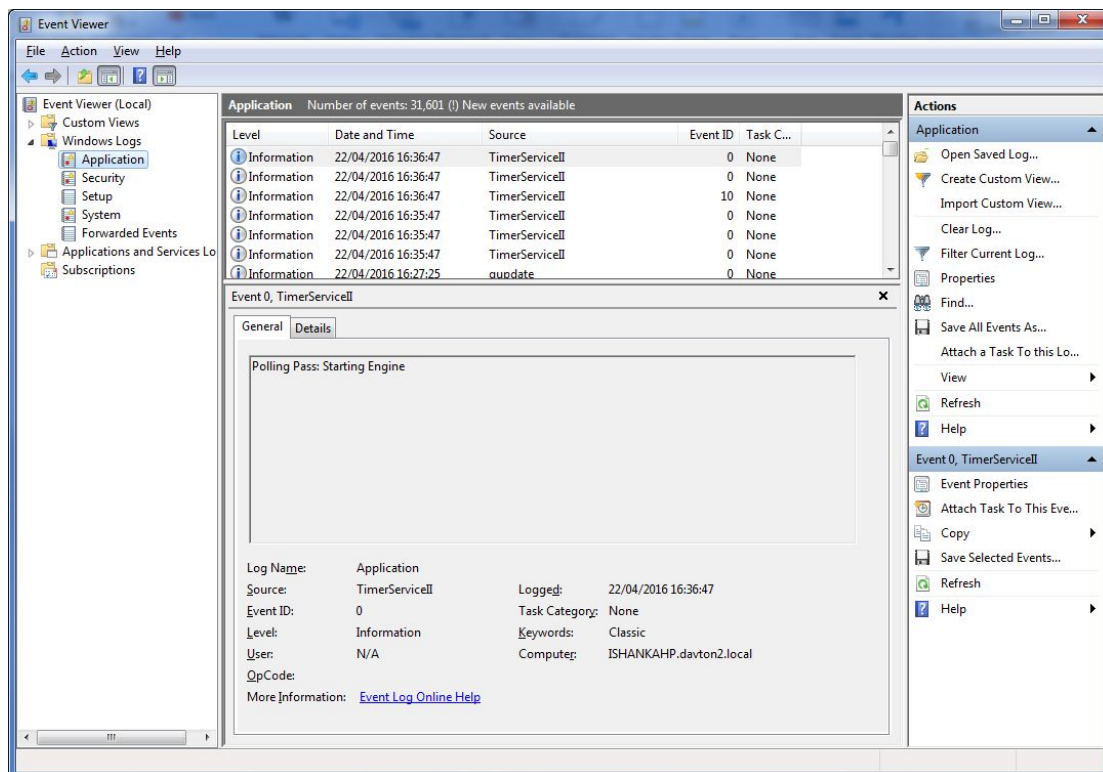 Event Viewer
File Action View Help
Event Viewer (Local)
Custom Views
Windows Logs
Application
Security
Setup
System
Forwarded Events
Applications and Services Lo
Subscriptions
Application Number of events: 31,601 (!) New events available
Level Date and Time Source Event ID Task C...
Information 22/04/2016 16:36:47 TimerServiceII 0 None
Information 22/04/2016 16:36:47 TimerServiceII 0 None
Information 22/04/2016 16:36:47 TimerServiceII 10 None
Information 22/04/2016 16:35:47 TimerServiceII 0 None
Information 22/04/2016 16:35:47 TimerServiceII 0 None
Information 22/04/2016 16:35:47 TimerServiceII 0 None
Information 22/04/2016 16:27:25 gupdate 0 None
Event 0, TimerServiceII
General Details
Polling Pass: Starting Engine
Log Name: Application
Source: TimerServiceII Logged: 22/04/2016 16:36:47
Event ID: 0 Task Category: None
Level: Information Keywords: Classic
User: N/A Computer: ISHANKAHP.davton2.local
OpCode:
More Information: Event Log Online Help
Actions
Application
Open Saved Log...
Create Custom View...
Import Custom View...
Clear Log...
Filter Current Log...
Properties
Find...
Save All Events As...
Attach a Task To this Lo...
View
Refresh
Help
Event 0, TimerServiceII
Event Properties
Attach Task To This Eve...
Copy
Save Selected Events...
Refresh
Help